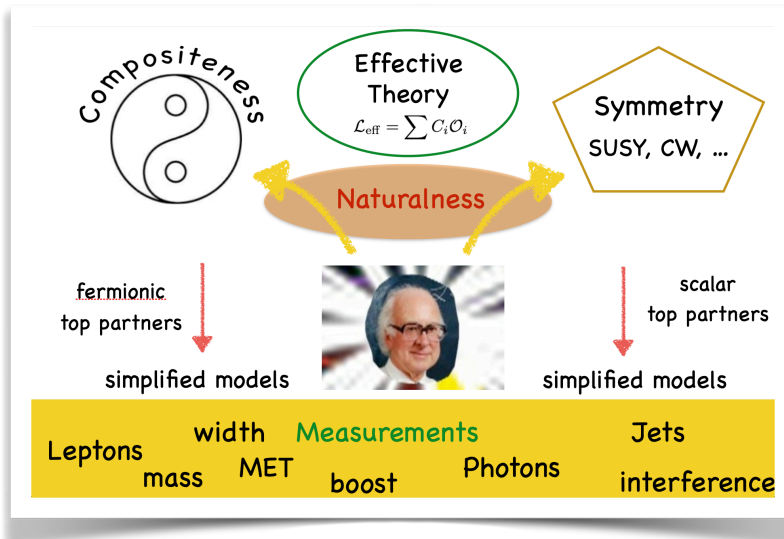 Compositeness
Effective
Theory
$\mathcal{L}_{\text{eff}} = \sum C_i \mathcal{O}_i$
Symmetry
SUSY, CW, ...
Naturalness
fermionic
top partners
scalar
top partners
simplified models
simplified models
Leptons
width
Measurements
Jets
mass
MET
boost
Photons
interference